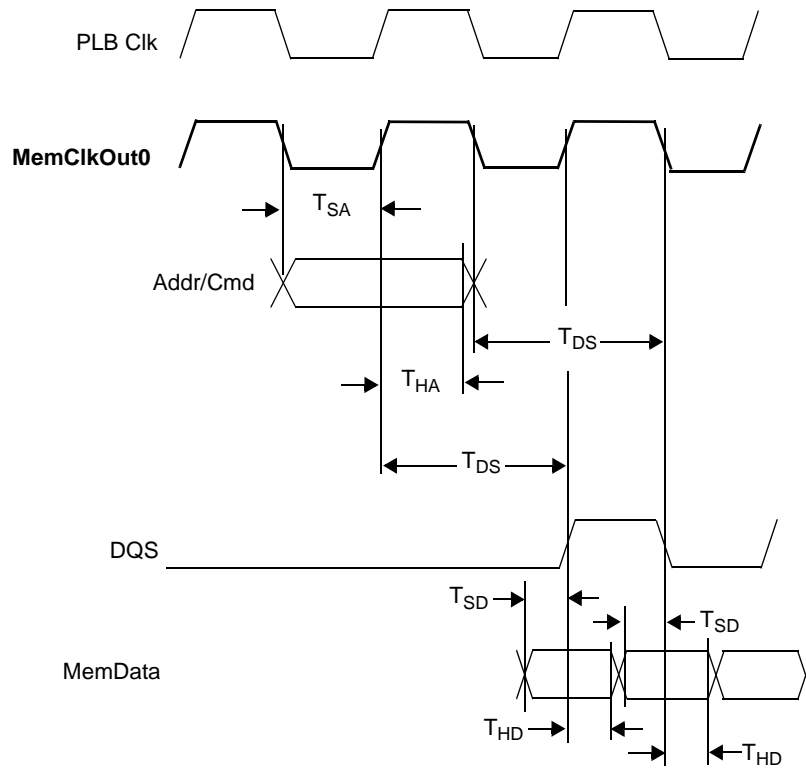 PLB Clk
MemClkOut0
TSA
Addr/Cmd
TDS
THA
TDS
DQS
TSD
TSD
MemData
THD
THD